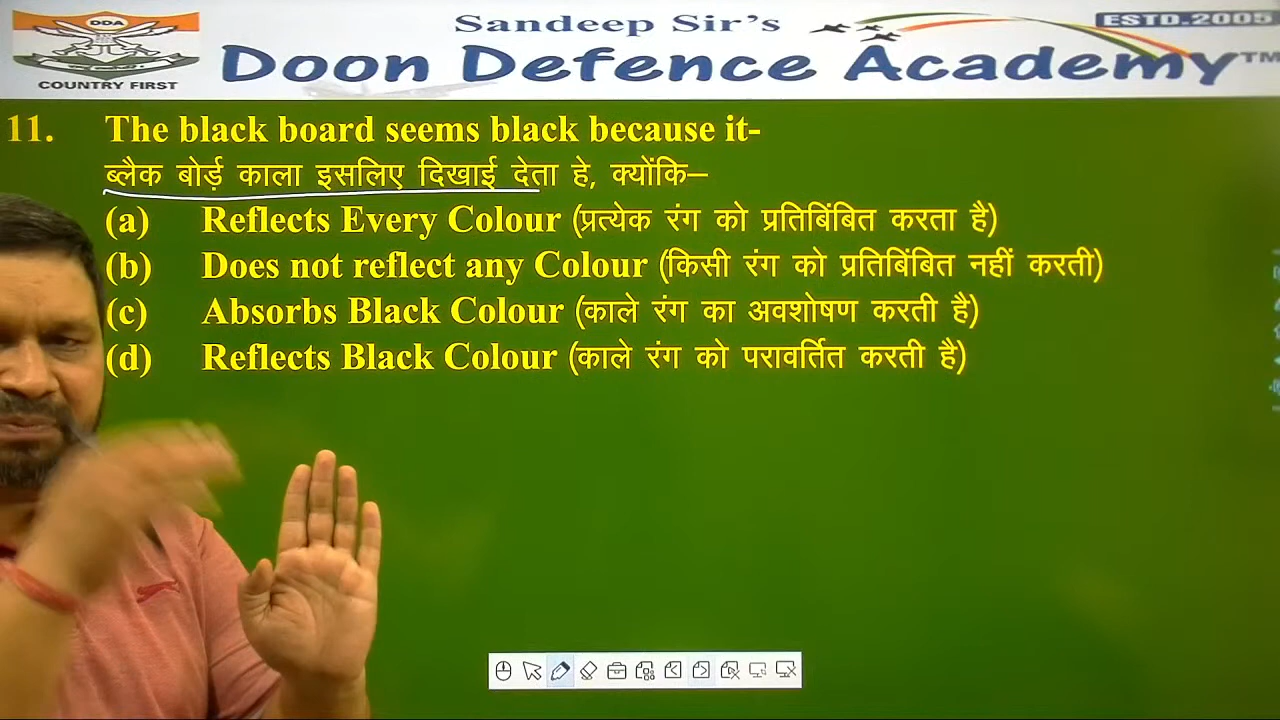 DDA
COUNTRY FIRST
Sandeep Sir's
ESTD.2005
Doon Defence Academy™
11. The black board seems black because it-
ब्लैक बोर्ड़ काला इसलिए दिखाई देता हे, क्योंकि–
(a) Reflects Every Colour (प्रत्येक रंग को प्रतिबिंबित करता है)
(b) Does not reflect any Colour (किसी रंग को प्रतिबिंबित नहीं करती)
(c) Absorbs Black Colour (काले रंग का अवशोषण करती है)
(d) Reflects Black Colour (काले रंग को परावर्तित करती है)